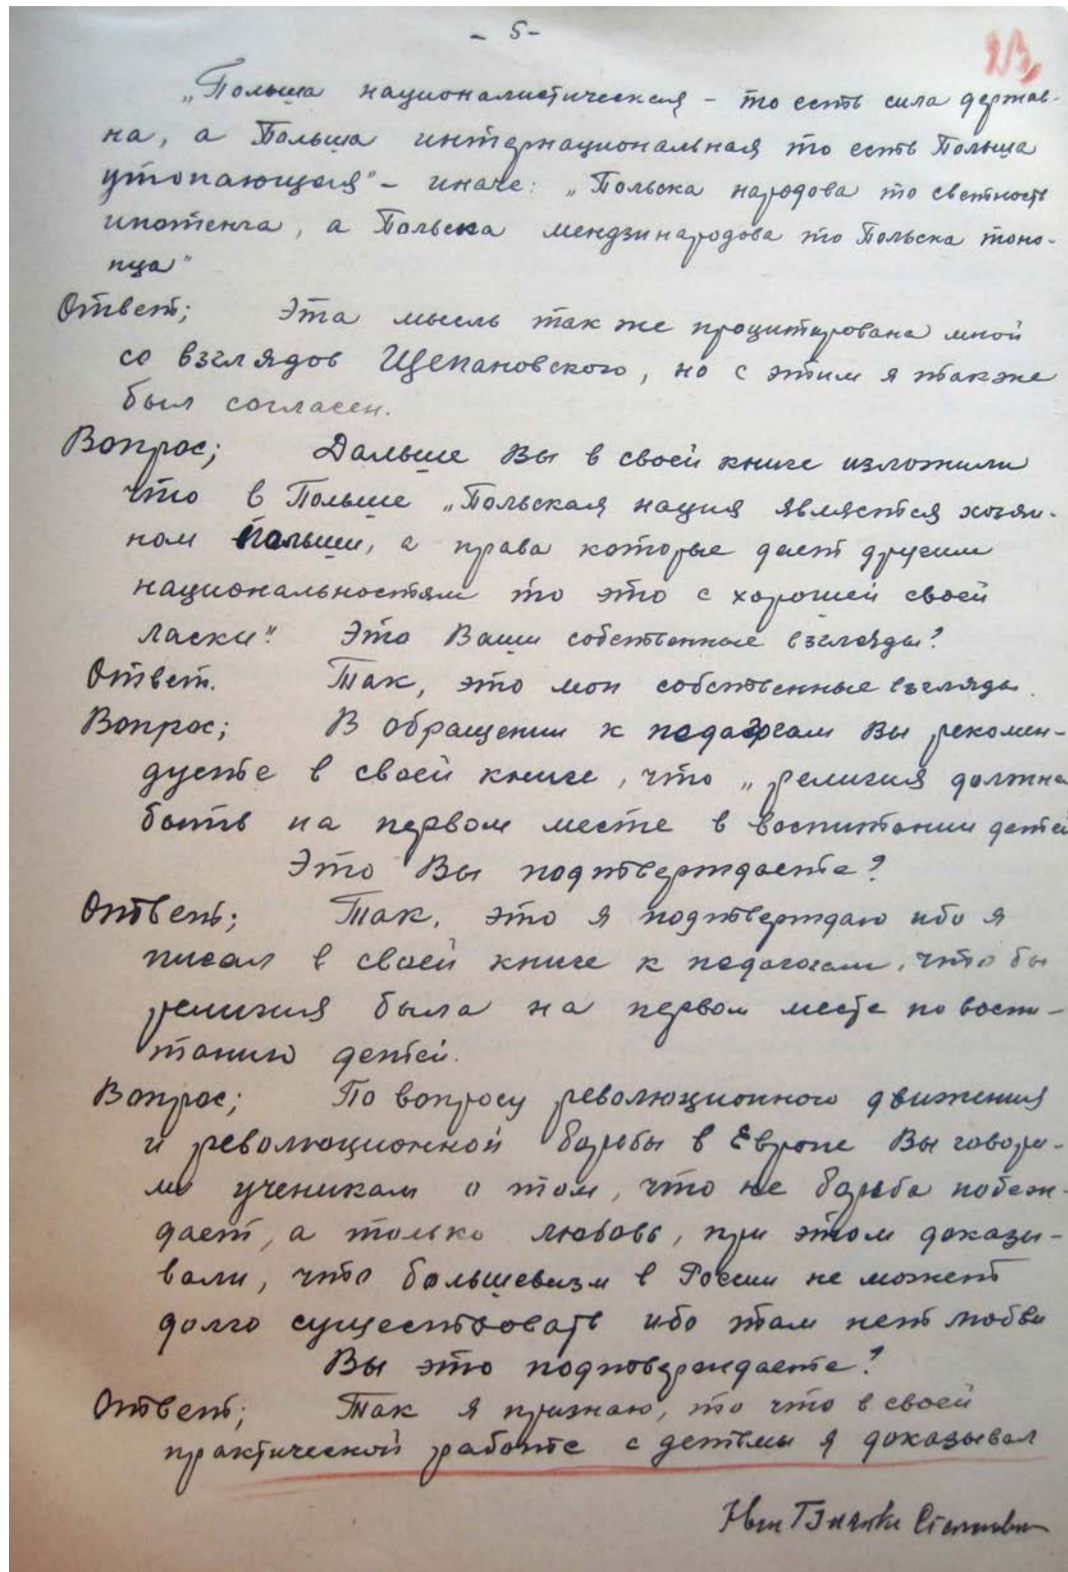 - 5 -
23
„Польша националистическая - то есть сила держав-
на, а Польша интернациональная то есть Польша
утопающая" - иначе: „Польска народова то светность
ипотенга, а Польска мендзинародова то Польска тоно-
нца"
Ответ; Эта мысль так же процитирована мной
со взглядов Щепановского, но с этим я также
был согласен.
Вопрос; Дальше Вы в своей книге изложили
что в Польше „Польская нация является хозяи-
ном Польши, а права которые дает другим
национальностям то это с хорошей своей
ласки". Это Ваши собственные взгляды?
Ответ. Так, это мои собственные взгляды.
Вопрос; В обращении к педагогам Вы рекомен-
дуете в своей книге, что „религия должна
быть на первом месте в воспитании детей
Это Вы подтверждаете?
Ответ; Так, это я подтверждаю ибо я
писал в своей книге к педагогам, что бы
религия была на первом месте по воспи-
танию детей.
Вопрос; По вопросу революционного движения
и революционной борьбы в Европе Вы говори-
ли ученикам о том, что не борьба побеж-
дает, а только любовь, при этом доказы-
вали, что большевизм в России не может
долго существовать ибо там нет любви
Вы это подтверждаете?
Ответ; Так я признаю, то что в своей
практической работе с детьмы я доказывал